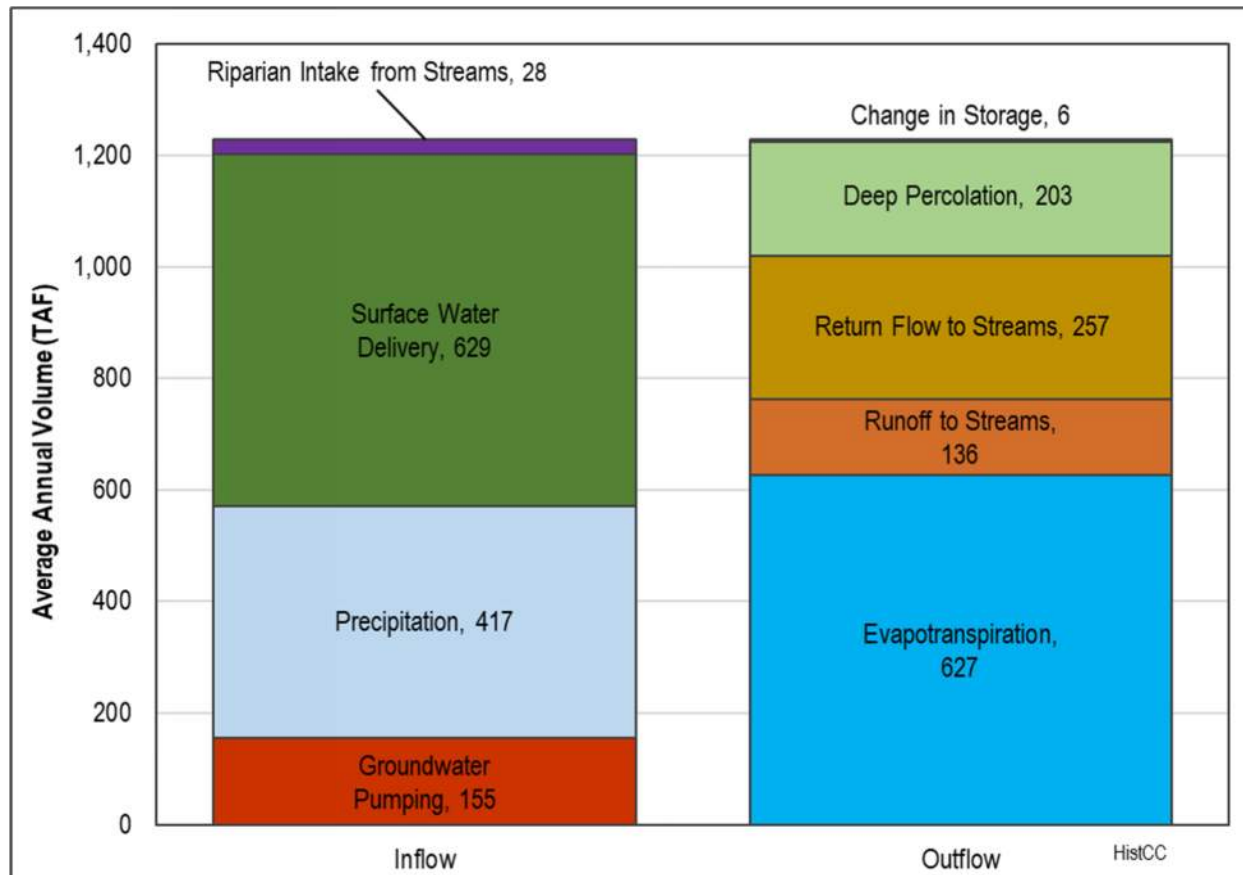 Average Annual Volume (TAF)
1,400
1,200
1,000
800
600
400
200
0
Riparian Intake from Streams, 28
Surface Water
Delivery, 629
Precipitation, 417
Groundwater
Pumping, 155
Inflow
Change in Storage, 6
Deep Percolation, 203
Return Flow to Streams, 257
Runoff to Streams,
136
Evapotranspiration,
627
Outflow
HistCC